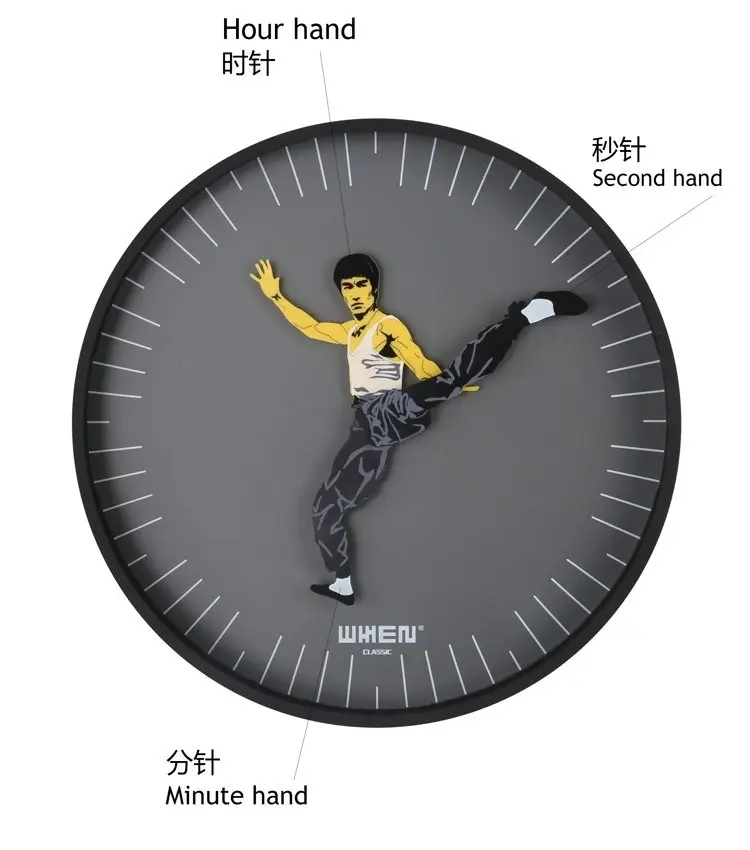 Hour hand
时针
秒针
Second hand
WHEN®
CLASSIC
分针
Minute hand